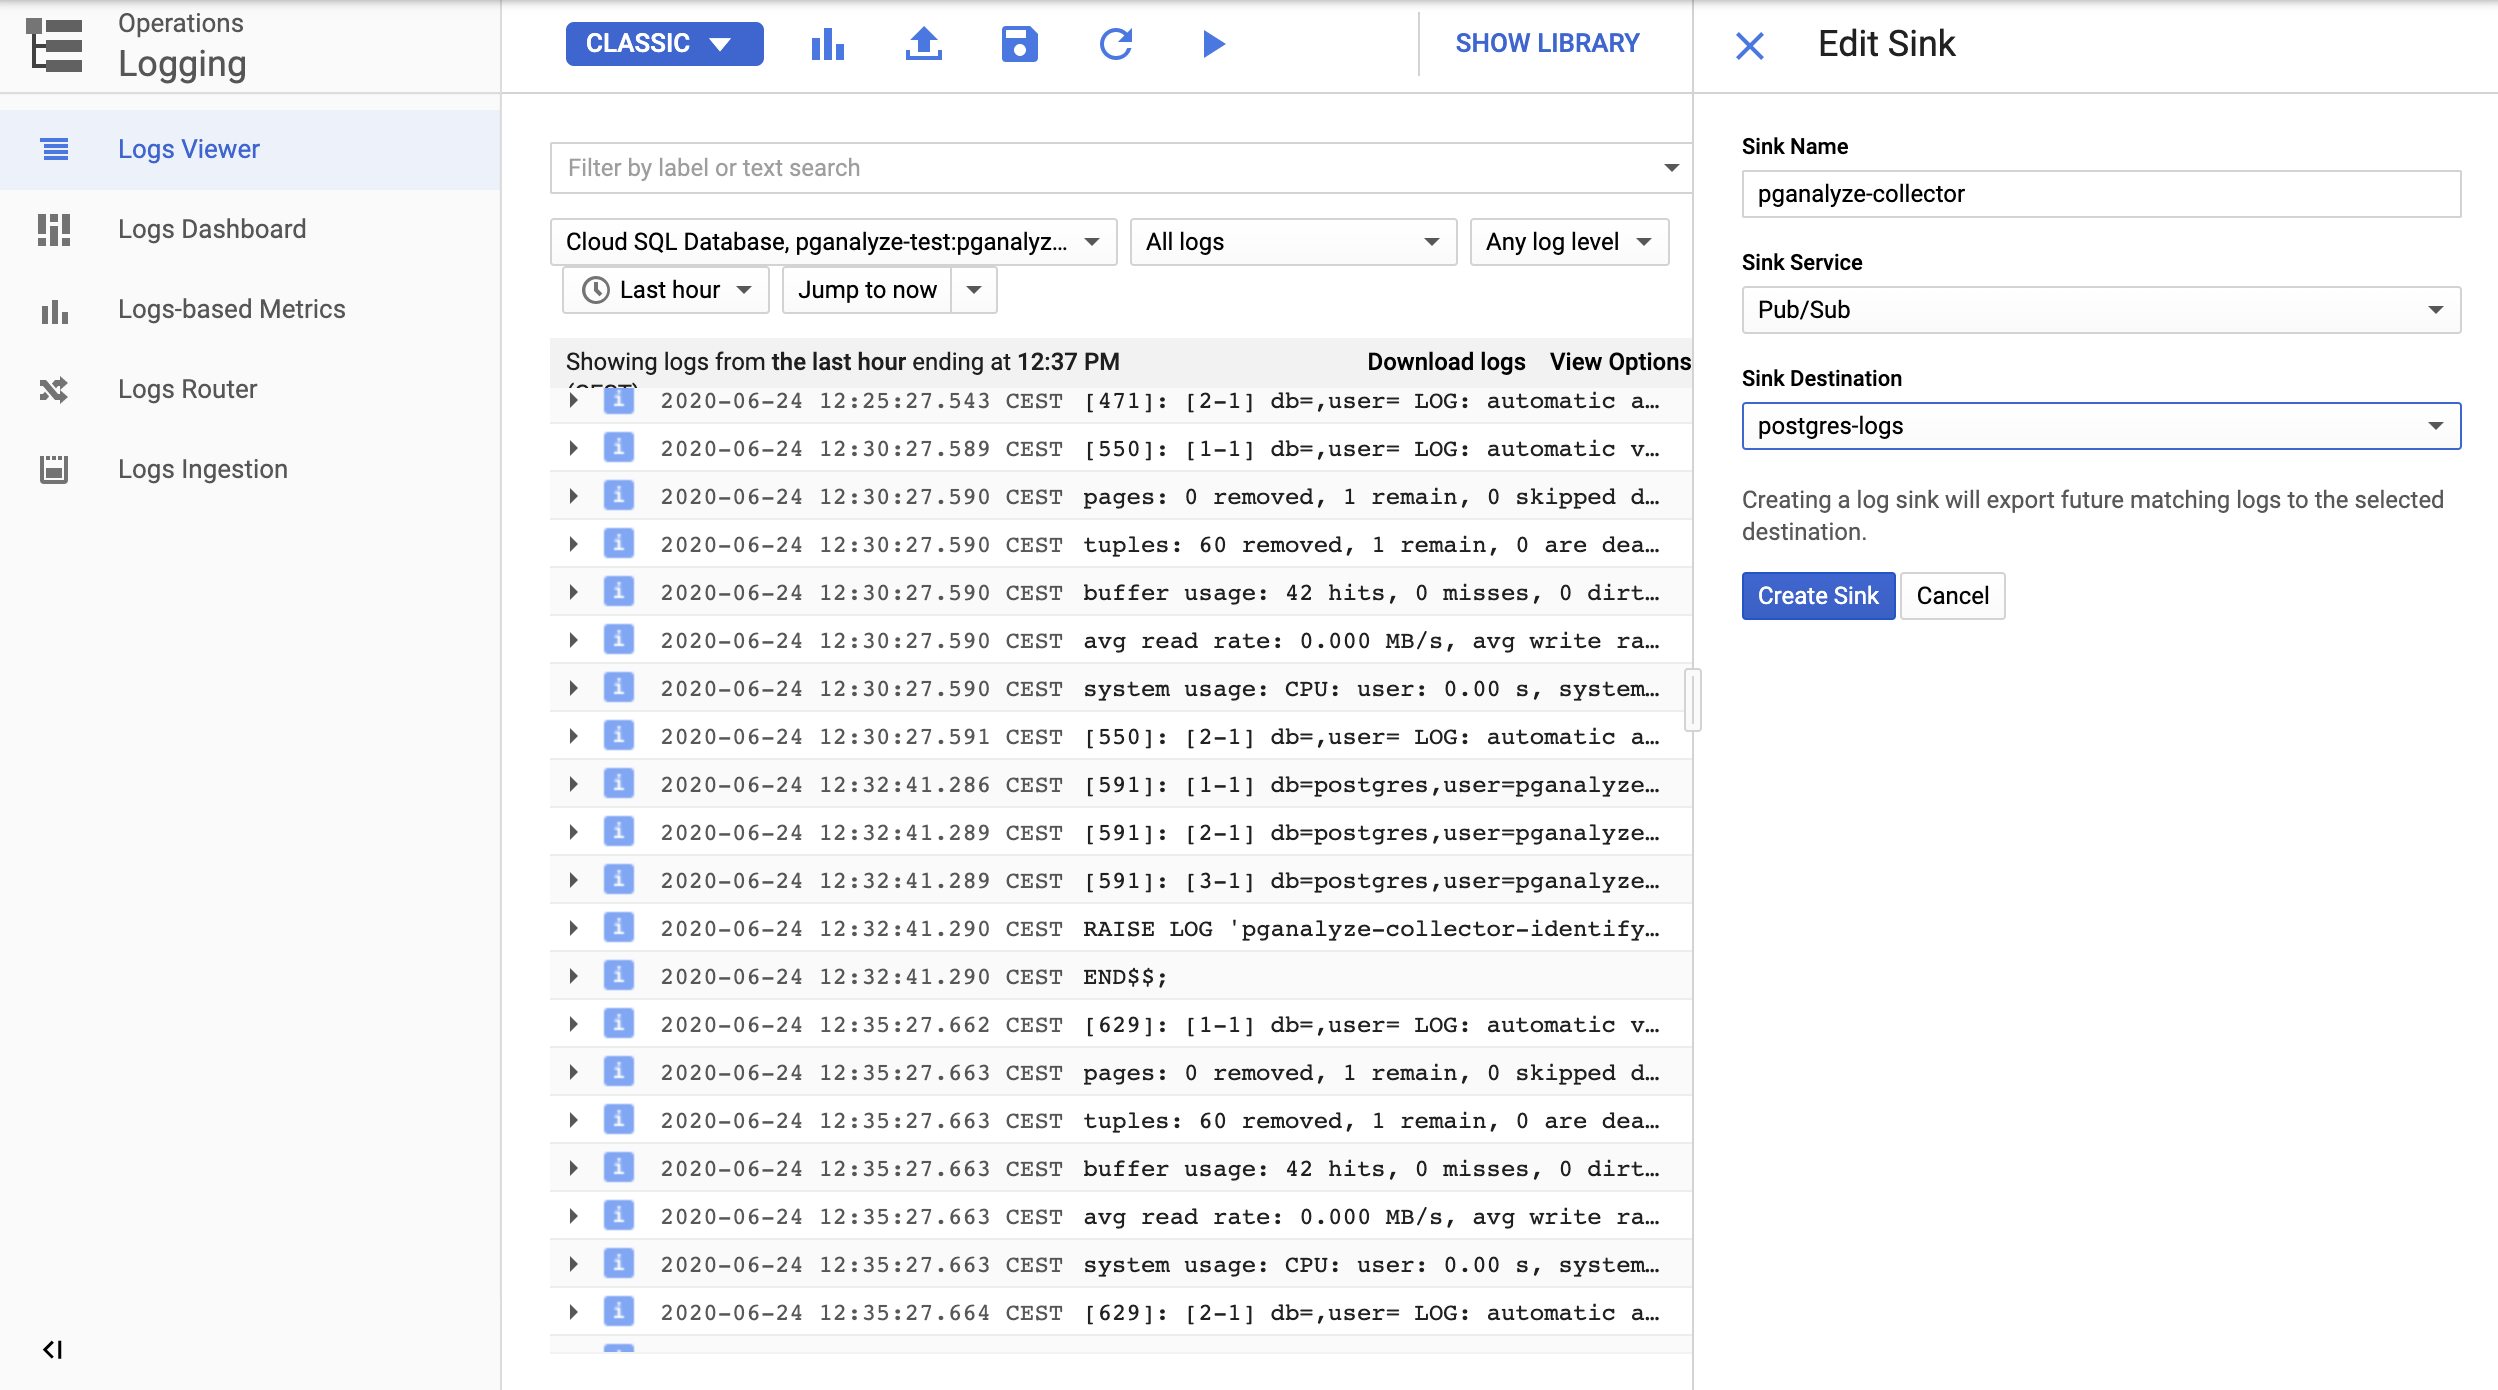 Operations
Logging
Logs Viewer
Logs Dashboard
Logs-based Metrics
Logs Router
Logs Ingestion
CLASSIC
SHOW LIBRARY
Filter by label or text search
Cloud SQL Database, pganalyze-test:pganalyz... All logs Any log level
Last hour Jump to now
Showing logs from the last hour ending at 12:37 PM Download logs View Options
(CEST)
i 2020-06-24 12:25:27.543 CEST [471]: [2-1] db=,user= LOG: automatic a…
i 2020-06-24 12:30:27.589 CEST [550]: [1-1] db=,user= LOG: automatic v…
i 2020-06-24 12:30:27.590 CEST pages: 0 removed, 1 remain, 0 skipped d…
i 2020-06-24 12:30:27.590 CEST tuples: 60 removed, 1 remain, 0 are dea…
i 2020-06-24 12:30:27.590 CEST buffer usage: 42 hits, 0 misses, 0 dirt…
i 2020-06-24 12:30:27.590 CEST avg read rate: 0.000 MB/s, avg write ra…
i 2020-06-24 12:30:27.590 CEST system usage: CPU: user: 0.00 s, system…
i 2020-06-24 12:30:27.591 CEST [550]: [2-1] db=,user= LOG: automatic a…
i 2020-06-24 12:32:41.286 CEST [591]: [1-1] db=postgres,user=pganalyze…
i 2020-06-24 12:32:41.289 CEST [591]: [2-1] db=postgres,user=pganalyze…
i 2020-06-24 12:32:41.289 CEST [591]: [3-1] db=postgres,user=pganalyze…
i 2020-06-24 12:32:41.290 CEST RAISE LOG 'pganalyze-collector-identify…
i 2020-06-24 12:32:41.290 CEST END$$;
i 2020-06-24 12:35:27.662 CEST [629]: [1-1] db=,user= LOG: automatic v…
i 2020-06-24 12:35:27.663 CEST pages: 0 removed, 1 remain, 0 skipped d…
i 2020-06-24 12:35:27.663 CEST tuples: 60 removed, 1 remain, 0 are dea…
i 2020-06-24 12:35:27.663 CEST buffer usage: 42 hits, 0 misses, 0 dirt…
i 2020-06-24 12:35:27.663 CEST avg read rate: 0.000 MB/s, avg write ra…
i 2020-06-24 12:35:27.663 CEST system usage: CPU: user: 0.00 s, system…
i 2020-06-24 12:35:27.664 CEST [629]: [2-1] db=,user= LOG: automatic a…
Edit Sink
Sink Name
pganalyze-collector
Sink Service
Pub/Sub
Sink Destination
postgres-logs
Creating a log sink will export future matching logs to the selected
destination.
Create Sink Cancel